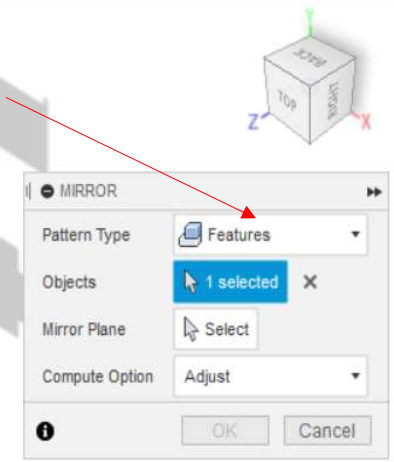 Y
BACK
TOP
RIGHT
Z
X
MIRROR
Pattern Type Features
Objects 1 selected
Mirror Plane Select
Compute Option Adjust
OK Cancel